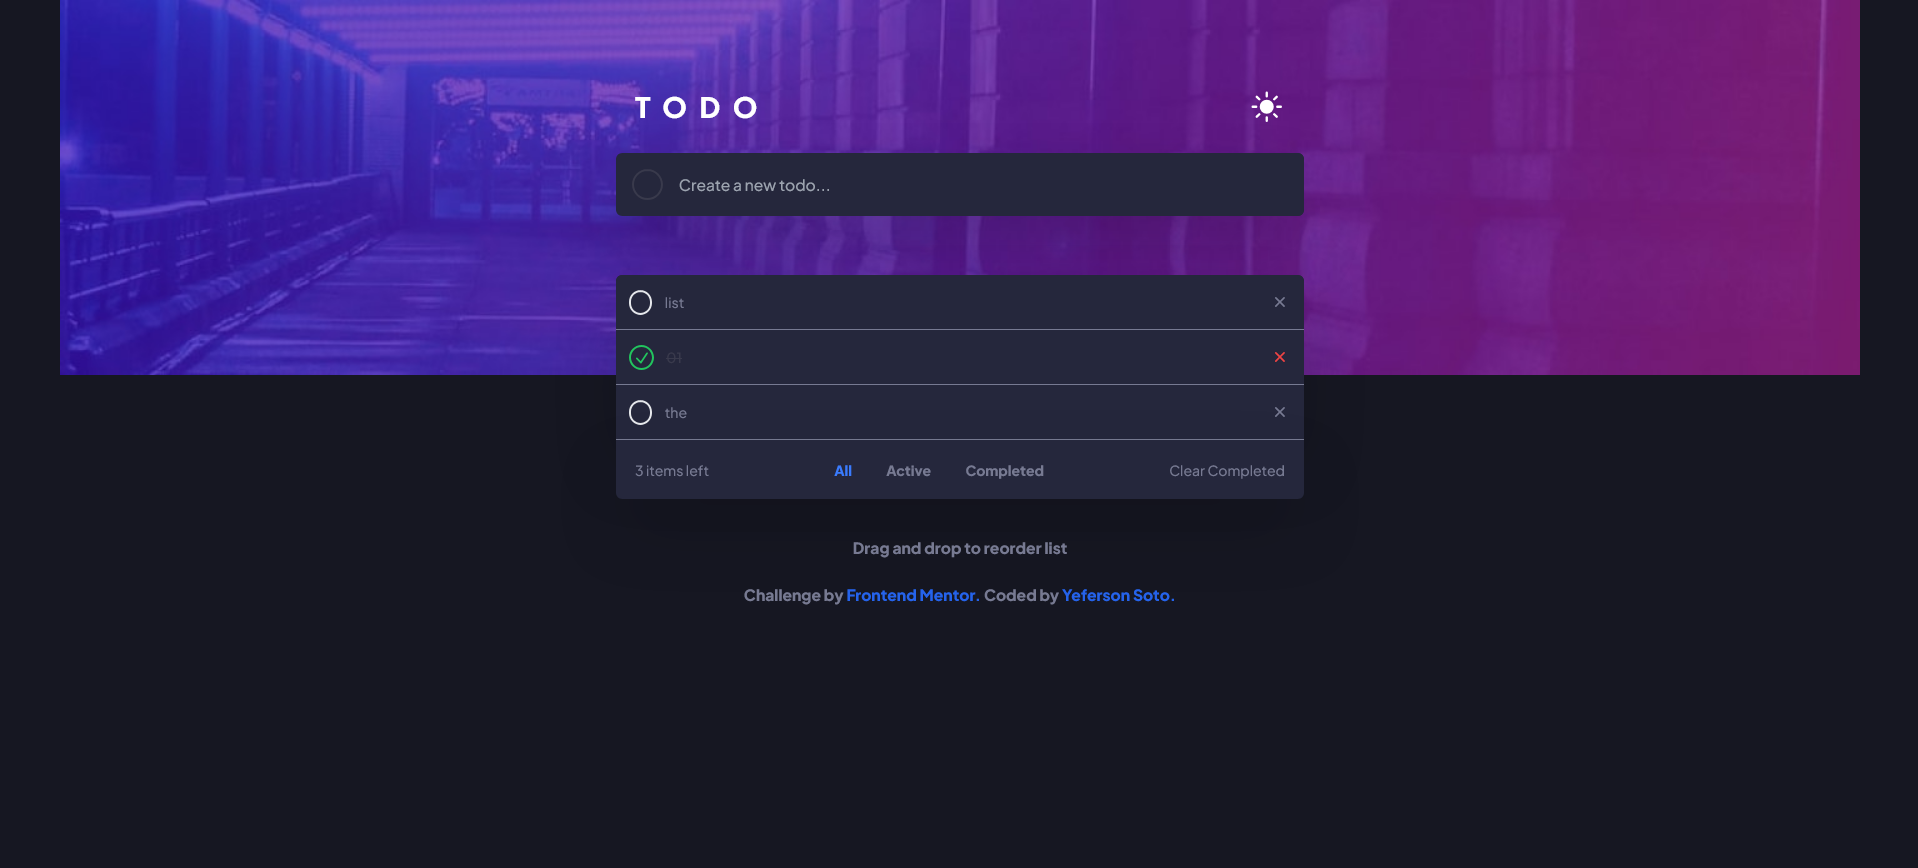 TODO
Create a new todo...
list
01
the
3 items left All Active Completed Clear Completed
Drag and drop to reorder list
Challenge by Frontend Mentor. Coded by Yeferson Soto.